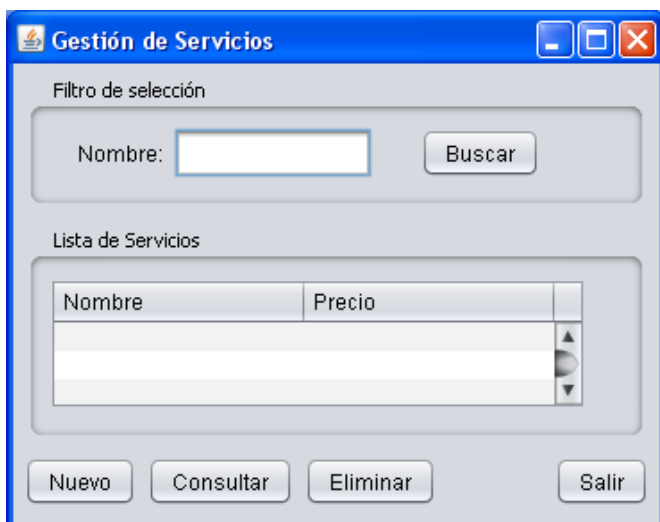 Gestión de Servicios
Filtro de selección
Nombre: Buscar
Lista de Servicios
Nombre Precio
Nuevo Consultar Eliminar Salir